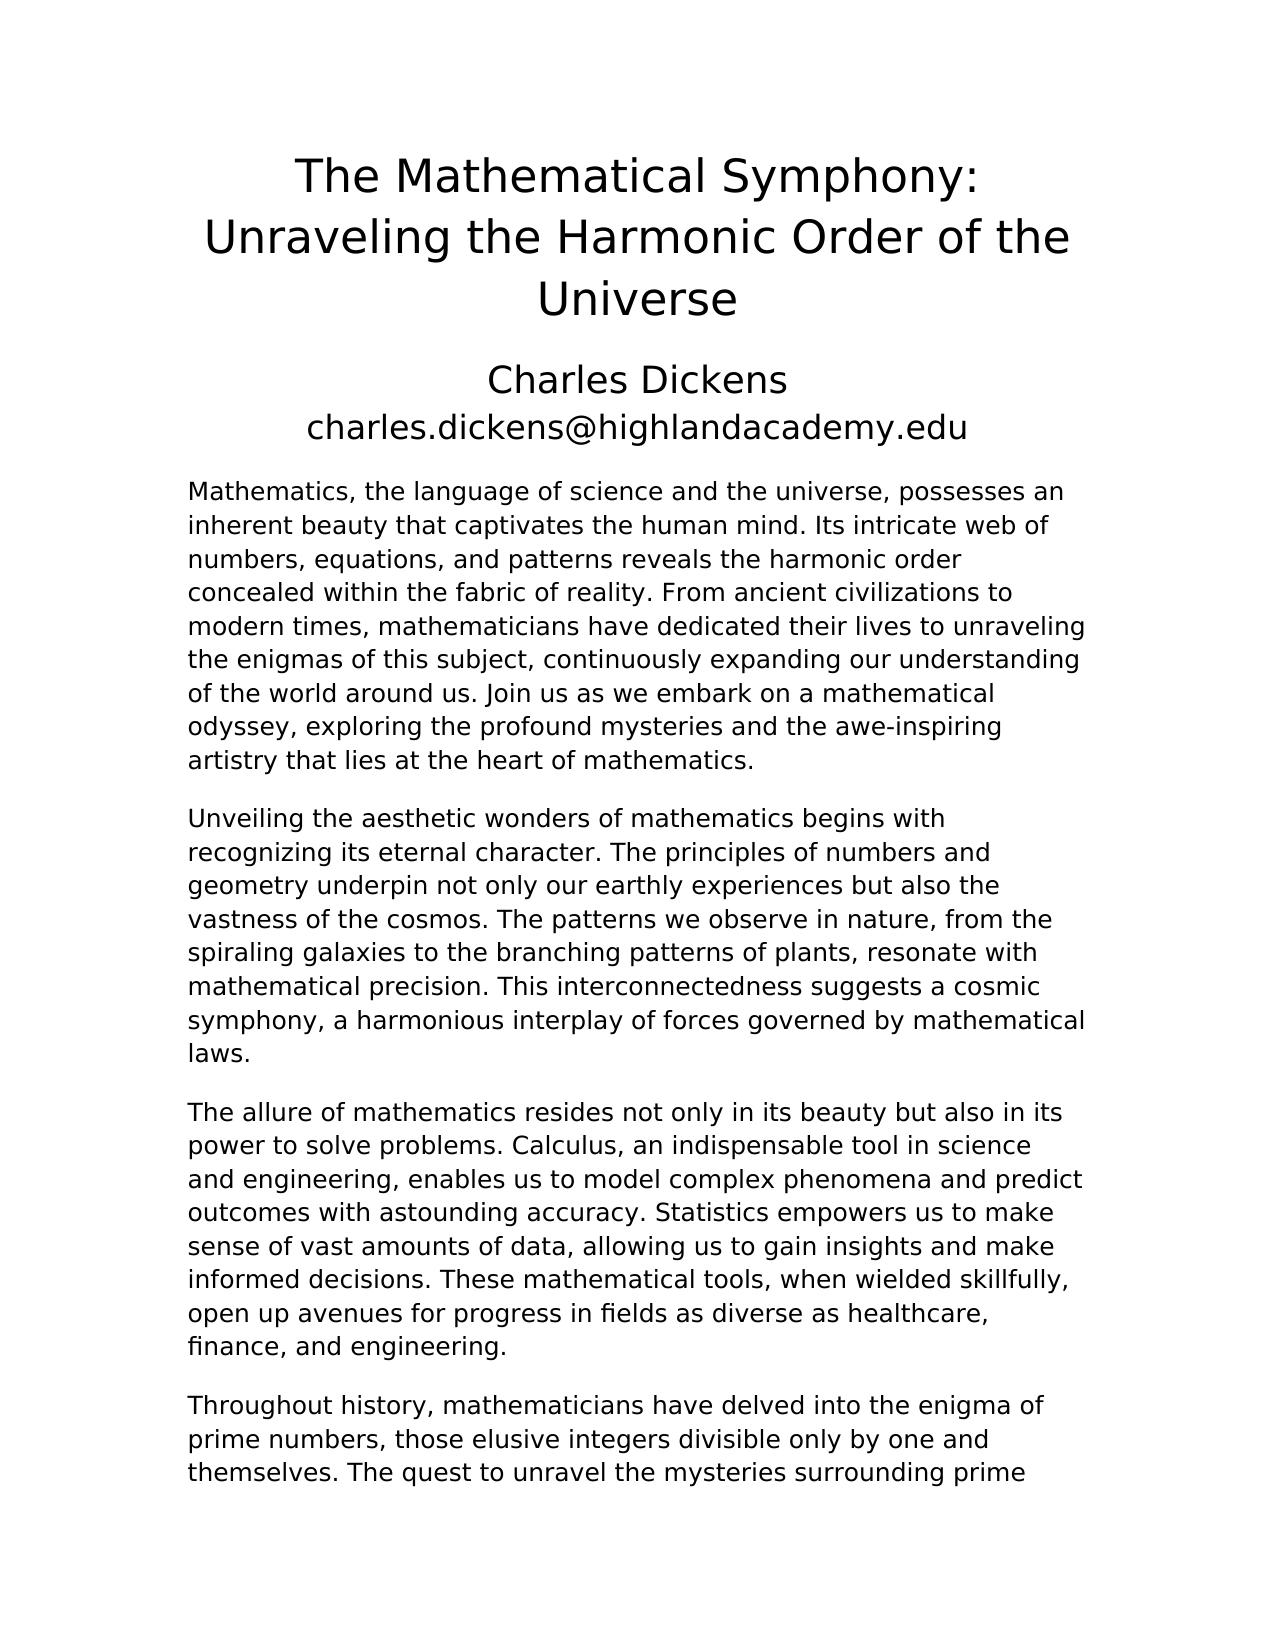 The Mathematical Symphony:
Unraveling the Harmonic Order of the
Universe
Charles Dickens
charles.dickens@highlandacademy.edu
Mathematics, the language of science and the universe, possesses an
inherent beauty that captivates the human mind. Its intricate web of
numbers, equations, and patterns reveals the harmonic order
concealed within the fabric of reality. From ancient civilizations to
modern times, mathematicians have dedicated their lives to unraveling
the enigmas of this subject, continuously expanding our understanding
of the world around us. Join us as we embark on a mathematical
odyssey, exploring the profound mysteries and the awe-inspiring
artistry that lies at the heart of mathematics.
Unveiling the aesthetic wonders of mathematics begins with
recognizing its eternal character. The principles of numbers and
geometry underpin not only our earthly experiences but also the
vastness of the cosmos. The patterns we observe in nature, from the
spiraling galaxies to the branching patterns of plants, resonate with
mathematical precision. This interconnectedness suggests a cosmic
symphony, a harmonious interplay of forces governed by mathematical
laws.
The allure of mathematics resides not only in its beauty but also in its
power to solve problems. Calculus, an indispensable tool in science
and engineering, enables us to model complex phenomena and predict
outcomes with astounding accuracy. Statistics empowers us to make
sense of vast amounts of data, allowing us to gain insights and make
informed decisions. These mathematical tools, when wielded skillfully,
open up avenues for progress in fields as diverse as healthcare,
finance, and engineering.
Throughout history, mathematicians have delved into the enigma of
prime numbers, those elusive integers divisible only by one and
themselves. The quest to unravel the mysteries surrounding prime